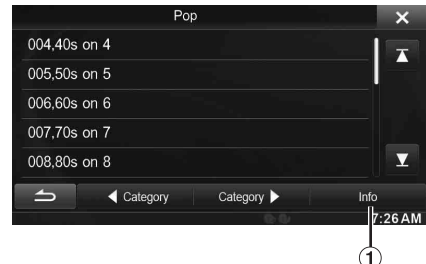 Pop
004,40s on 4
005,50s on 5
006,60s on 6
007,70s on 7
008,80s on 8
Category Category Info
7:26 AM
1